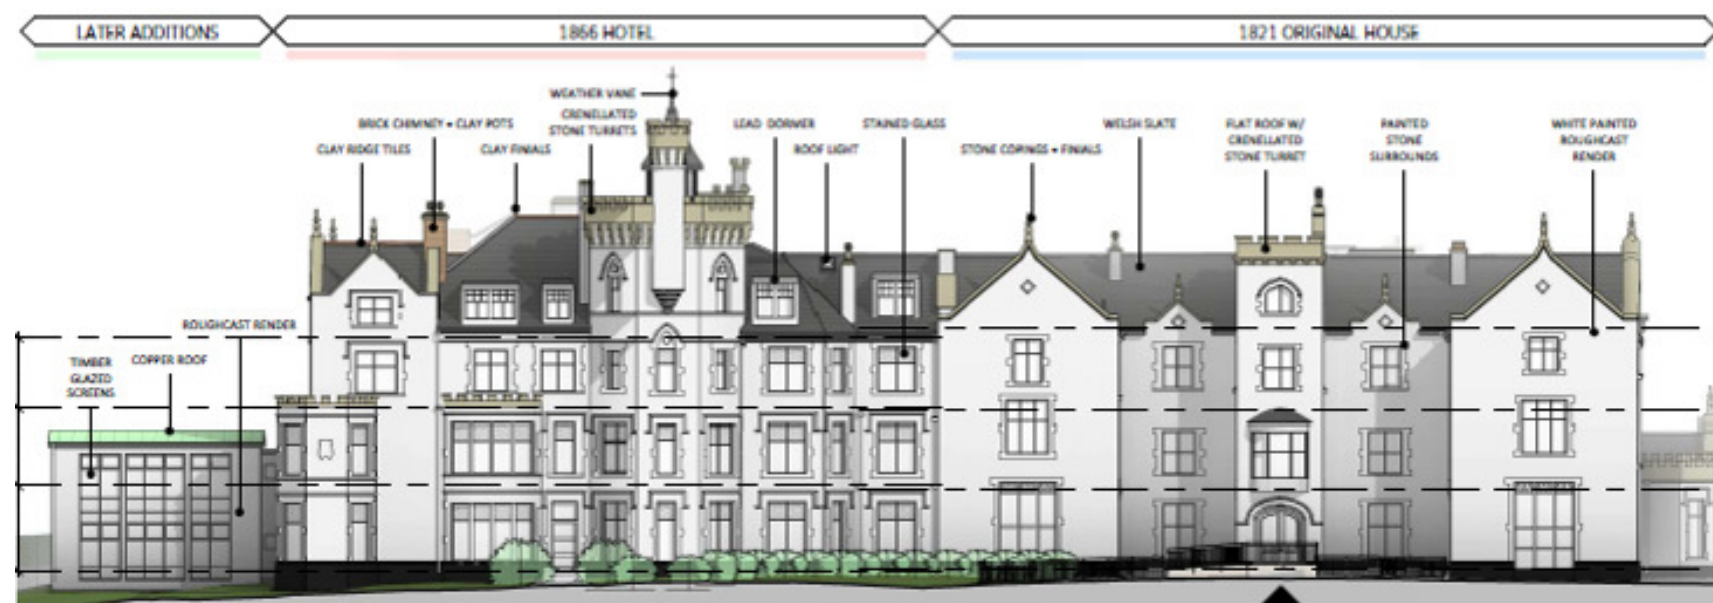 LATER ADDITIONS
1866 HOTEL
1821 ORIGINAL HOUSE
WEATHER VANE
CRENELLATED
STONE TURRETS
BRICK CHIMNEY + CLAY POTS
CLAY RIDGE TILES
CLAY FINIALS
LEAD DORMER
ROOF LIGHT
STAINED GLASS
STONE COPINGS + FINIALS
WELSH SLATE
FLAT ROOF W/
CRENELLATED
STONE TURRET
PAINTED
STONE
SURROUNDS
WHITE PAINTED
ROUGHCAST
RENDER
ROUGHCAST RENDER
COPPER ROOF
TIMBER
GLAZED
SCREENS